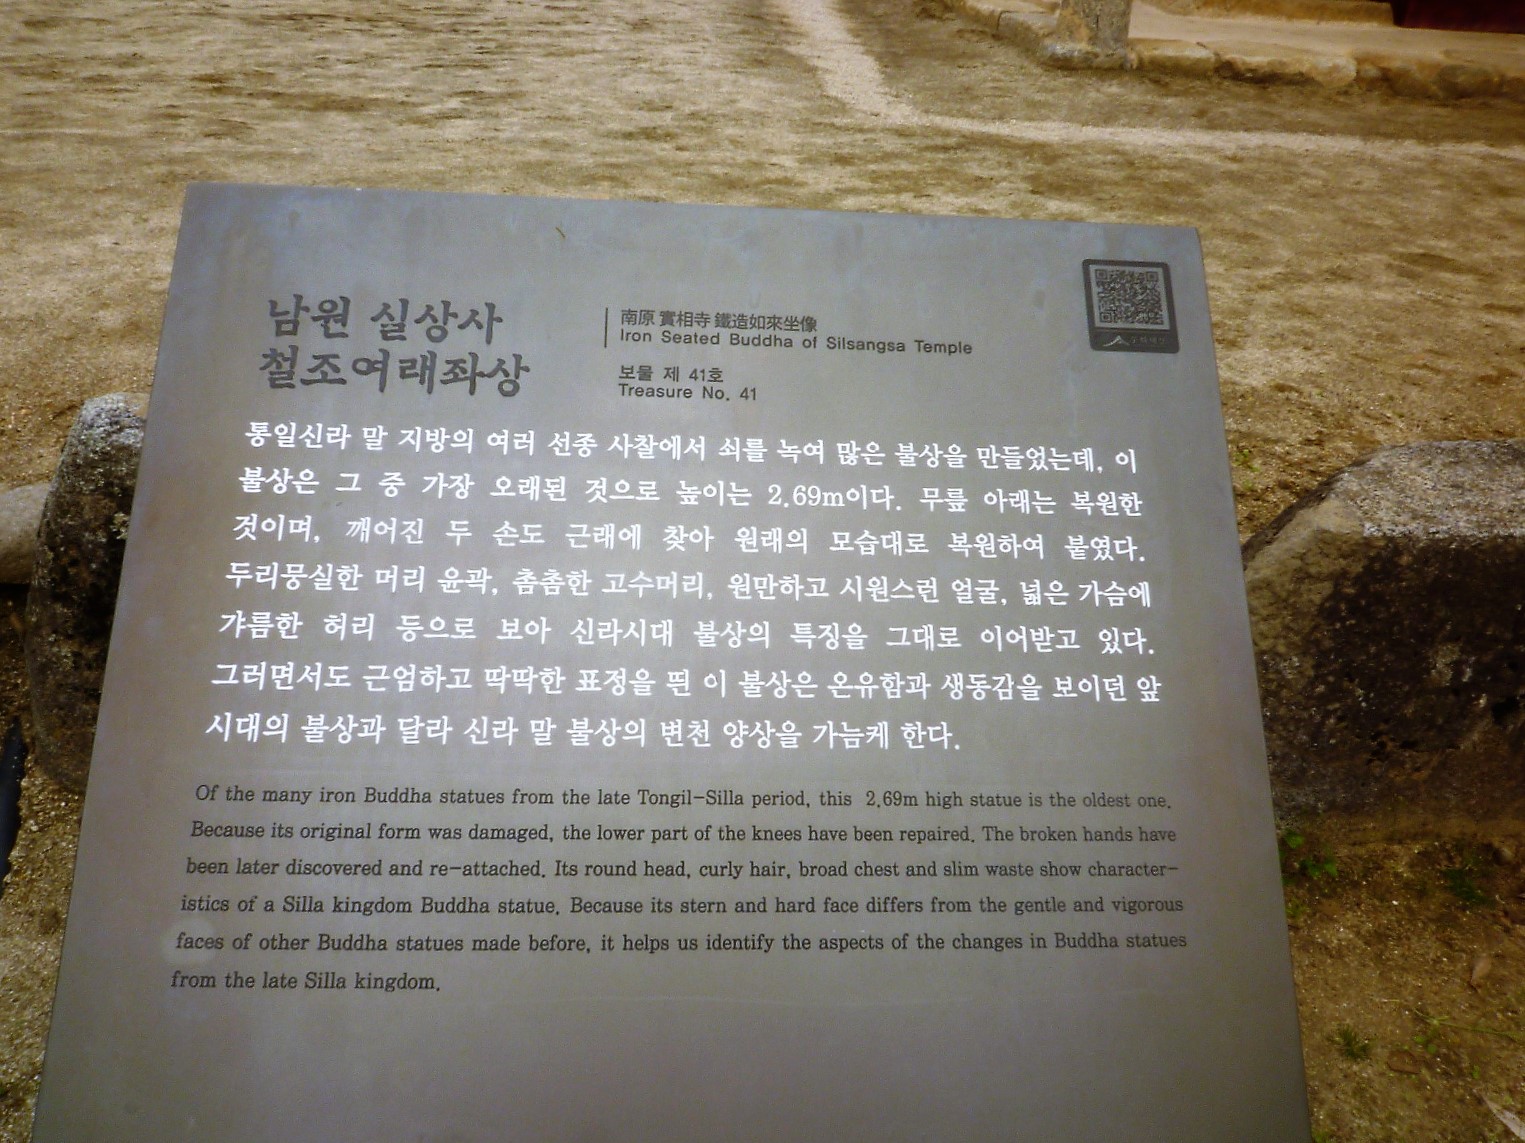 남원 실상사
철조여래좌상
南原 實相寺 鐵造如來坐像
Iron Seated Buddha of Silsangsa Temple
보물 제 41호
Treasure No. 41
통일신라 말 지방의 여러 선종 사찰에서 쇠를 녹여 많은 불상을 만들었는데, 이
불상은 그 중 가장 오래된 것으로 높이는 2.69m이다. 무릎 아래는 복원한
것이며, 깨어진 두 손도 근래에 찾아 원래의 모습대로 복원하여 붙였다.
두리뭉실한 머리 윤곽, 촘촘한 고수머리, 원만하고 시원스런 얼굴, 넓은 가슴에
갸름한 허리 등으로 보아 신라시대 불상의 특징을 그대로 이어받고 있다.
그러면서도 근엄하고 딱딱한 표정을 띈 이 불상은 온유함과 생동감을 보이던 앞
시대의 불상과 달라 신라 말 불상의 변천 양상을 가늠케 한다.
Of the many iron Buddha statues from the late Tongil-Silla period, this 2.69m high statue is the oldest one.
Because its original form was damaged, the lower part of the knees have been repaired. The broken hands have
been later discovered and re-attached. Its round head, curly hair, broad chest and slim waste show character-
istics of a Silla kingdom Buddha statue. Because its stern and hard face differs from the gentle and vigorous
faces of other Buddha statues made before, it helps us identify the aspects of the changes in Buddha statues
from the late Silla kingdom.